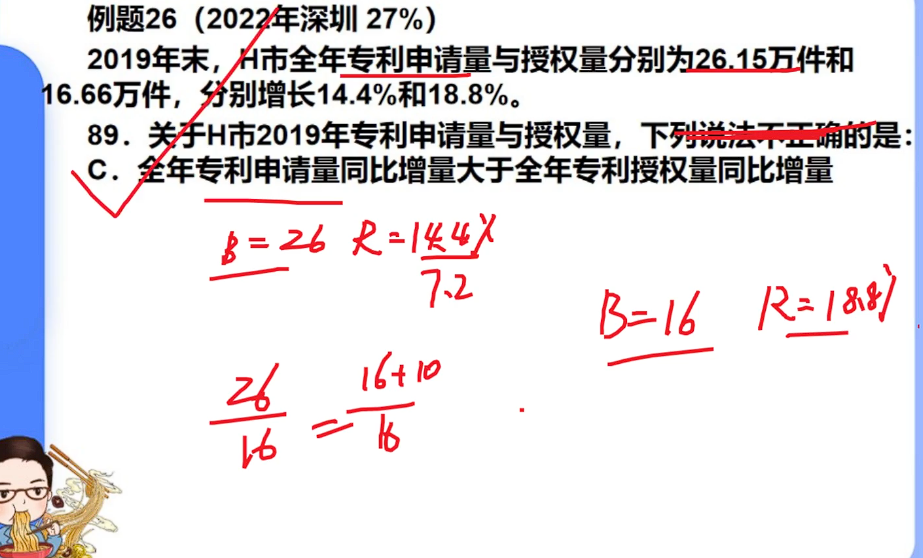 例题26（2022年深圳 27%）
2019年末，H市全年专利申请量与授权量分别为26.15万件和
16.66万件，分别增长14.4%和18.8%。
89．关于H市2019年专利申请量与授权量，下列说法不正确的是：
C．全年专利申请量同比增量大于全年专利授权量同比增量
B=26 R=14.4%
7.2
B=16 R=18.8%
26/16 = 16+10/16